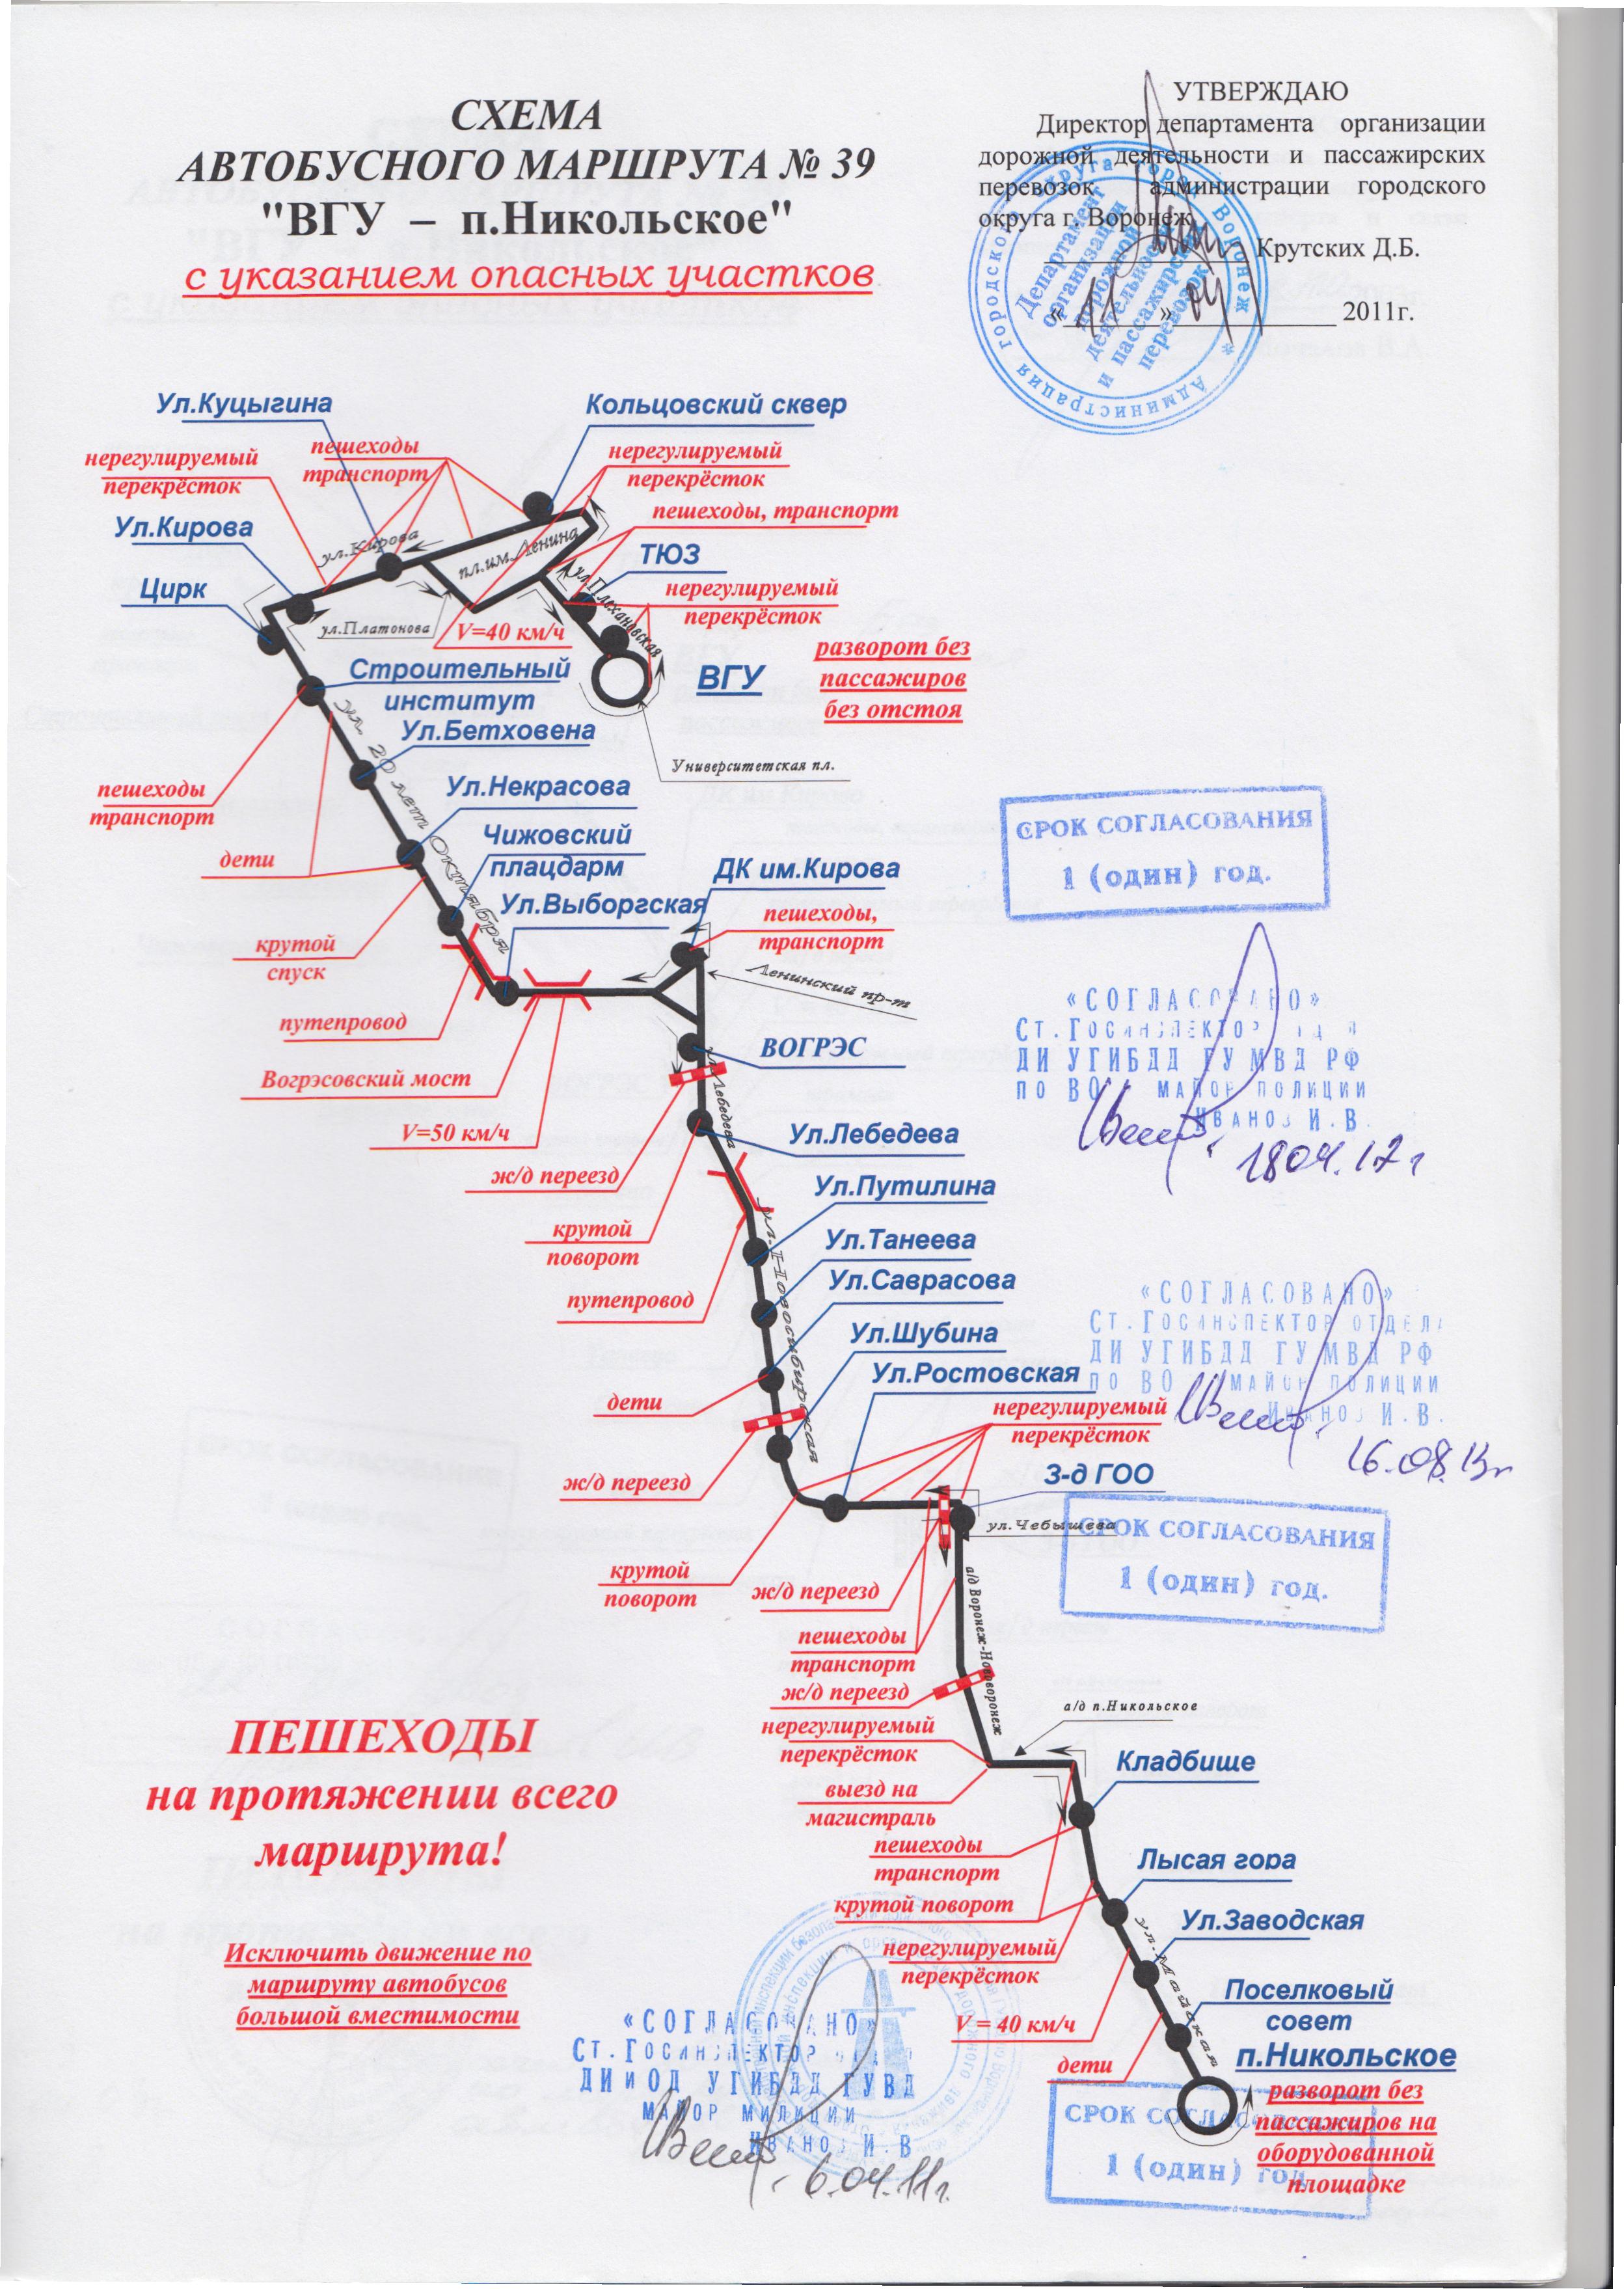 СХЕМА
АВТОБУСНОГО МАРШРУТА № 39
"ВГУ – п.Никольское"
с указанием опасных участков
УТВЕРЖДАЮ
Директор департамента организации
дорожной деятельности и пассажирских
перевозок администрации городского
округа г. Воронеж
Крутских Д.Б.
« 11 » 04 2011г.
Департамент
организации
дорожной
деятельности
и пассажирских
перевозок
Администрация городского округа город Воронеж
Ул.Куцыгина
Кольцовский сквер
нерегулируемый
перекрёсток
пешеходы
транспорт
нерегулируемый
перекрёсток
пешеходы, транспорт
Ул.Кирова
ул.Кирова
пл.им.Ленина
ТЮЗ
Цирк
ул.Плехановская
нерегулируемый
перекрёсток
ул.Платонова
V=40 км/ч
ВГУ
разворот без
пассажиров
без отстоя
Строительный
институт
Ул.Бетховена
Университетская пл.
ул. 20 лет Октября
пешеходы
транспорт
Ул.Некрасова
Чижовский
плацдарм
дети
ДК им.Кирова
Ул.Выборгская
пешеходы,
транспорт
крутой
спуск
Ленинский пр-т
путепровод
ВОГРЭС
Вогрэсовский мост
ул.Лебедева
V=50 км/ч
Ул.Лебедева
ж/д переезд
Ул.Путилина
крутой
поворот
Ул.Танеева
ул.Новосибирская
Ул.Саврасова
путепровод
Ул.Шубина
Ул.Ростовская
дети
нерегулируемый
перекрёсток
ж/д переезд
З-д ГОО
ул.Чебышева
крутой
поворот
ж/д переезд
а/д Воронеж-Нововоронеж
пешеходы
транспорт
ж/д переезд
а/д п.Никольское
нерегулируемый
перекрёсток
Кладбище
выезд на
магистраль
пешеходы
транспорт
Лысая гора
крутой поворот
Ул.Заводская
нерегулируемый
перекрёсток
ул.Майская
Поселковый
совет
V = 40 км/ч
п.Никольское
дети
разворот без
пассажиров на
оборудованной
площадке
ПЕШЕХОДЫ
на протяжении всего
маршрута!
Исключить движение по
маршруту автобусов
большой вместимости
СРОК СОГЛАСОВАНИЯ
1 (один) год.
«СОГЛАСОВАНО»
Ст.Госинспектор
ДИ УГИБДД ГУ МВД РФ
по ВО майор полиции
Иванов И.В.
18.04.12г
«СОГЛАСОВАНО»
Ст.Госинспектор отдела
ДИ УГИБДД ГУ МВД РФ
по ВО майор полиции
Иванов И.В.
16.08.13г
СРОК СОГЛАСОВАНИЯ
1 (один) год.
«СОГЛАСОВАНО»
Ст.Госинспектор отдела
ДИ и ОД УГИБДД ГУВД
майор милиции
Иванов И.В
6.04.11г.
СРОК СОГЛАСОВАНИЯ
1 (один) год